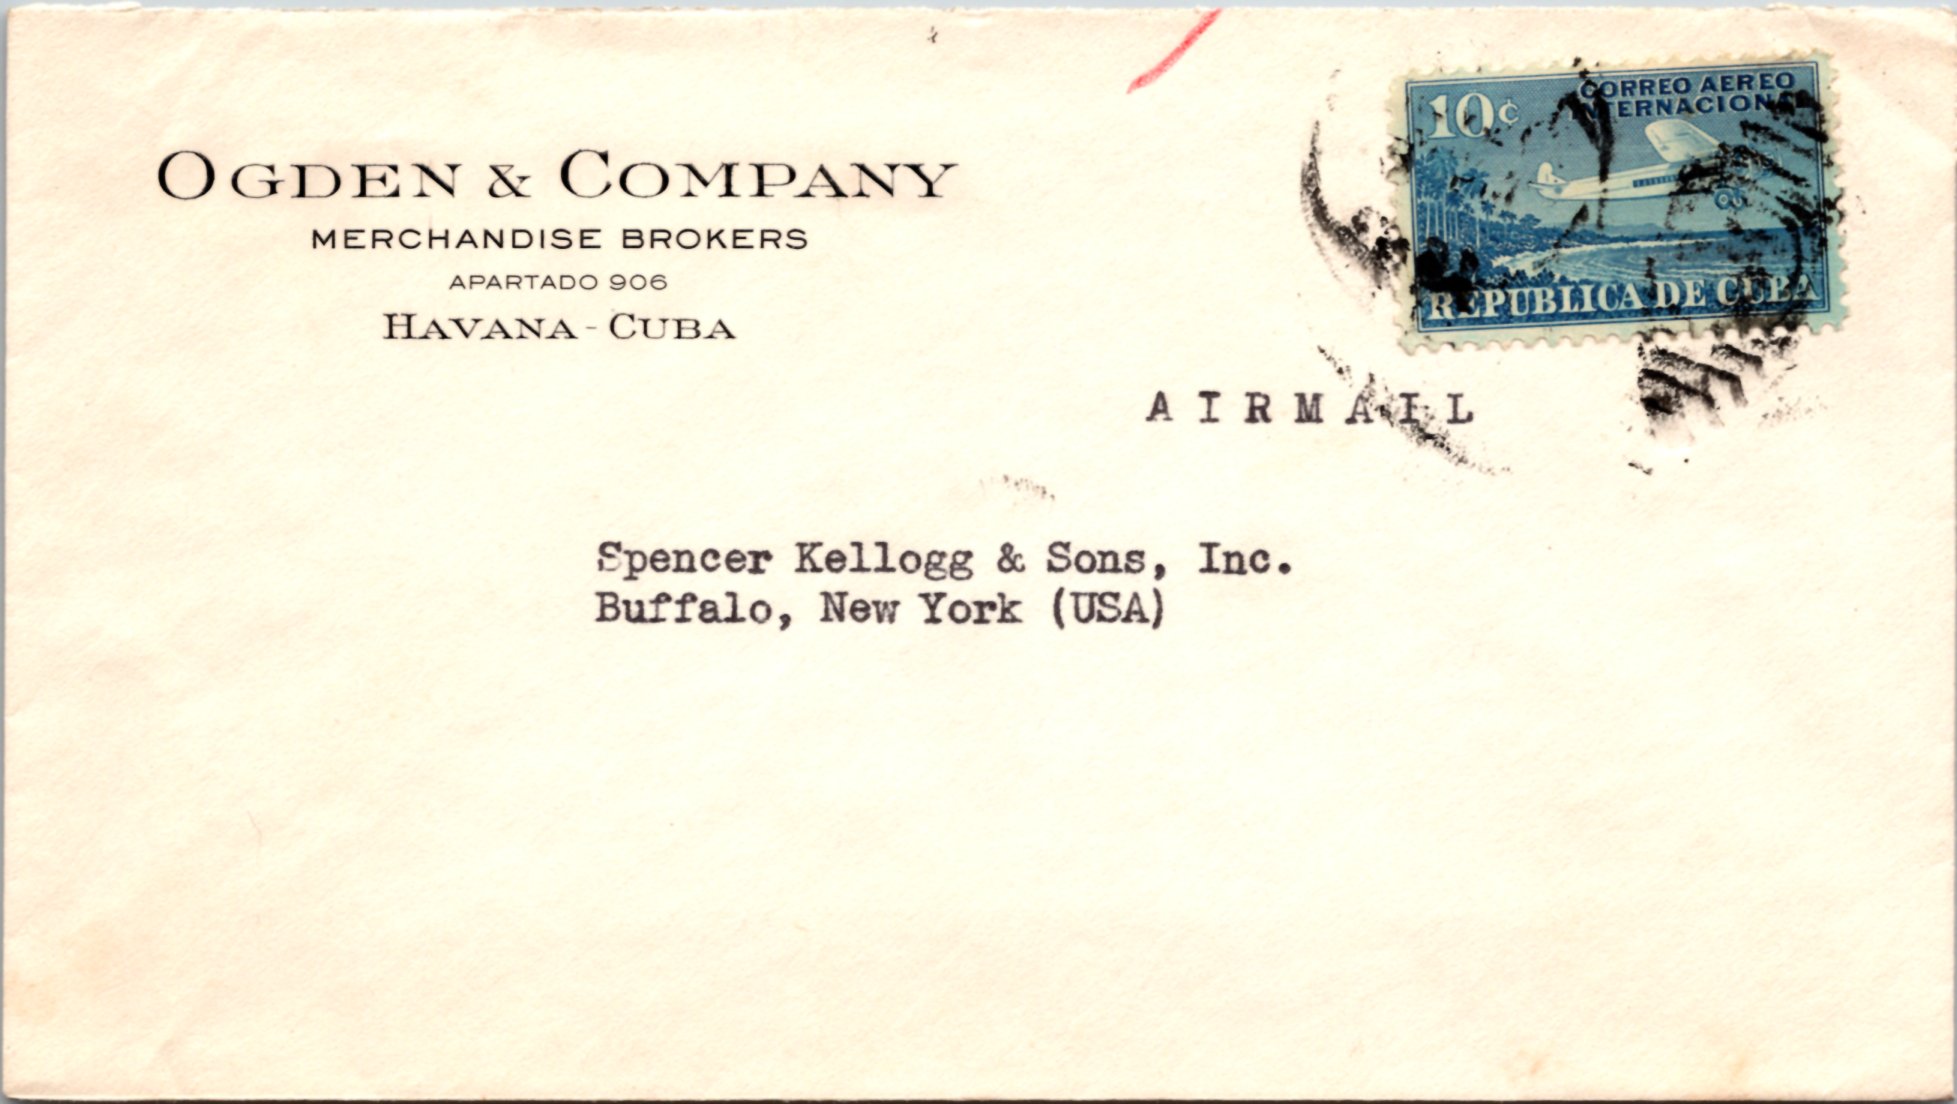 OGDEN & COMPANY
MERCHANDISE BROKERS
APARTADO 906
HAVANA - CUBA
10¢
CORREO AEREO
INTERNACIONAL
REPUBLICA DE CUBA
AIRMAIL
Spencer Kellogg & Sons, Inc.
Buffalo, New York (USA)